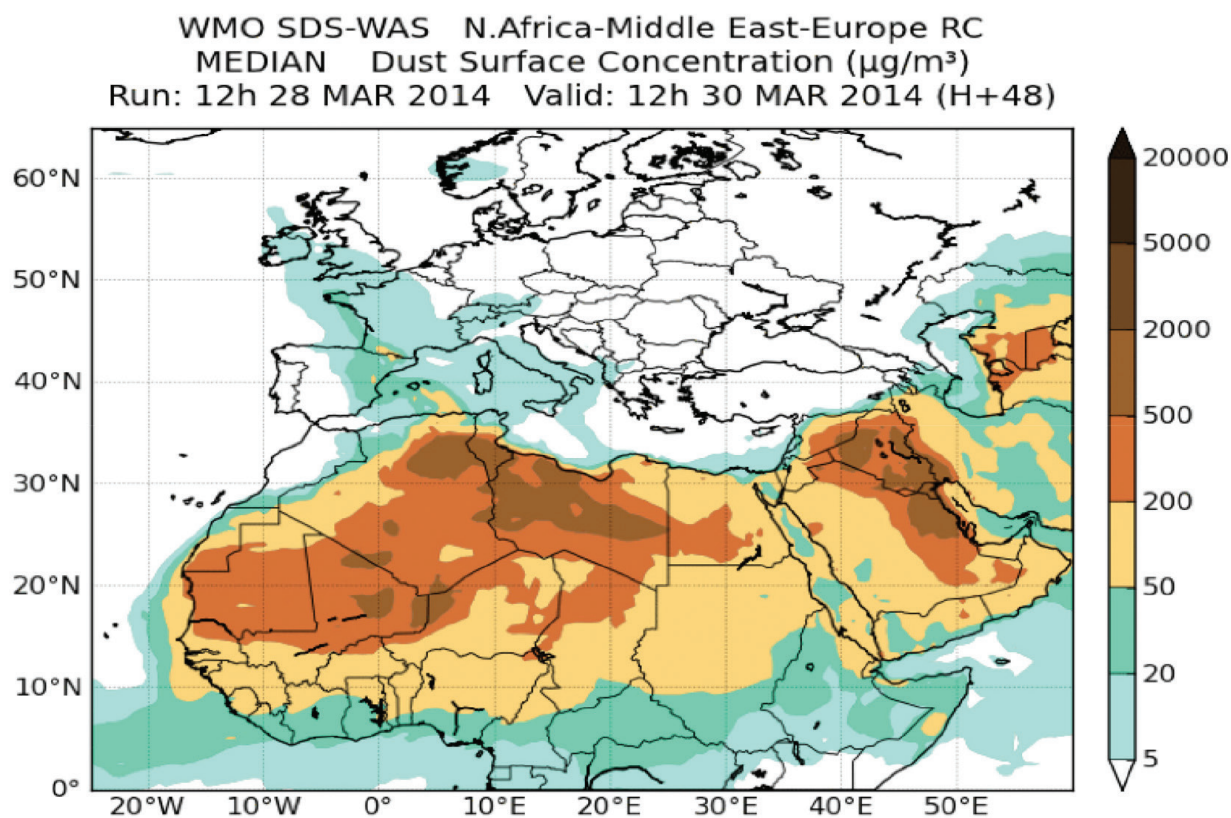 WMO SDS-WAS N.Africa-Middle East-Europe RC
MEDIAN Dust Surface Concentration (µg/m³)
Run: 12h 28 MAR 2014 Valid: 12h 30 MAR 2014 (H+48)
60°N
50°N
40°N
30°N
20°N
10°N
0°
20°W 10°W 0° 10°E 20°E 30°E 40°E 50°E
20000
5000
2000
500
200
50
20
5